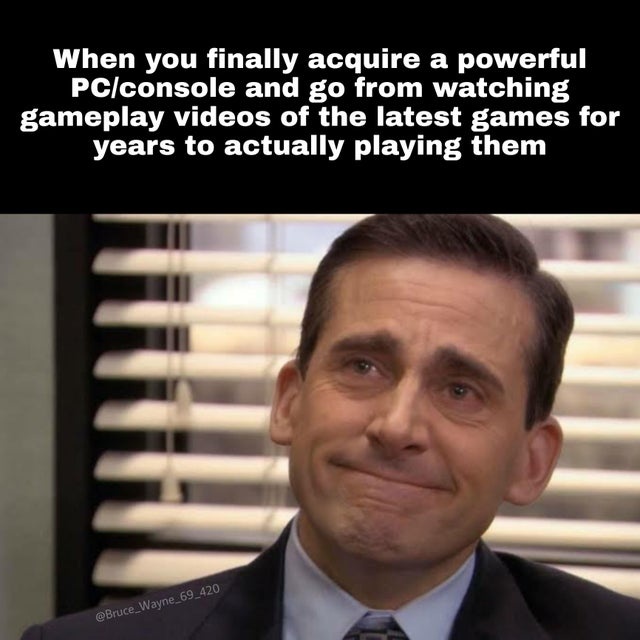 When you finally acquire a powerful
PC/console and go from watching
gameplay videos of the latest games for
years to actually playing them
@Bruce_Wayne_69_420